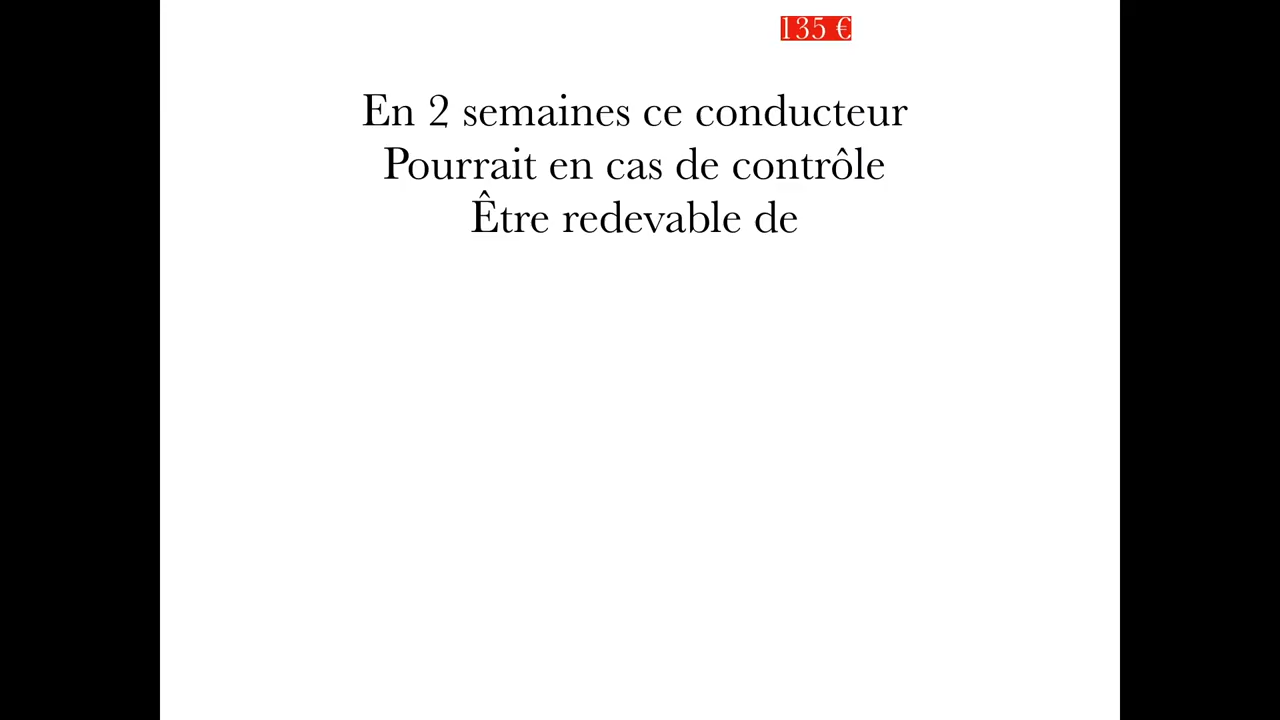 135 €
En 2 semaines ce conducteur
Pourrait en cas de contrôle
Être redevable de